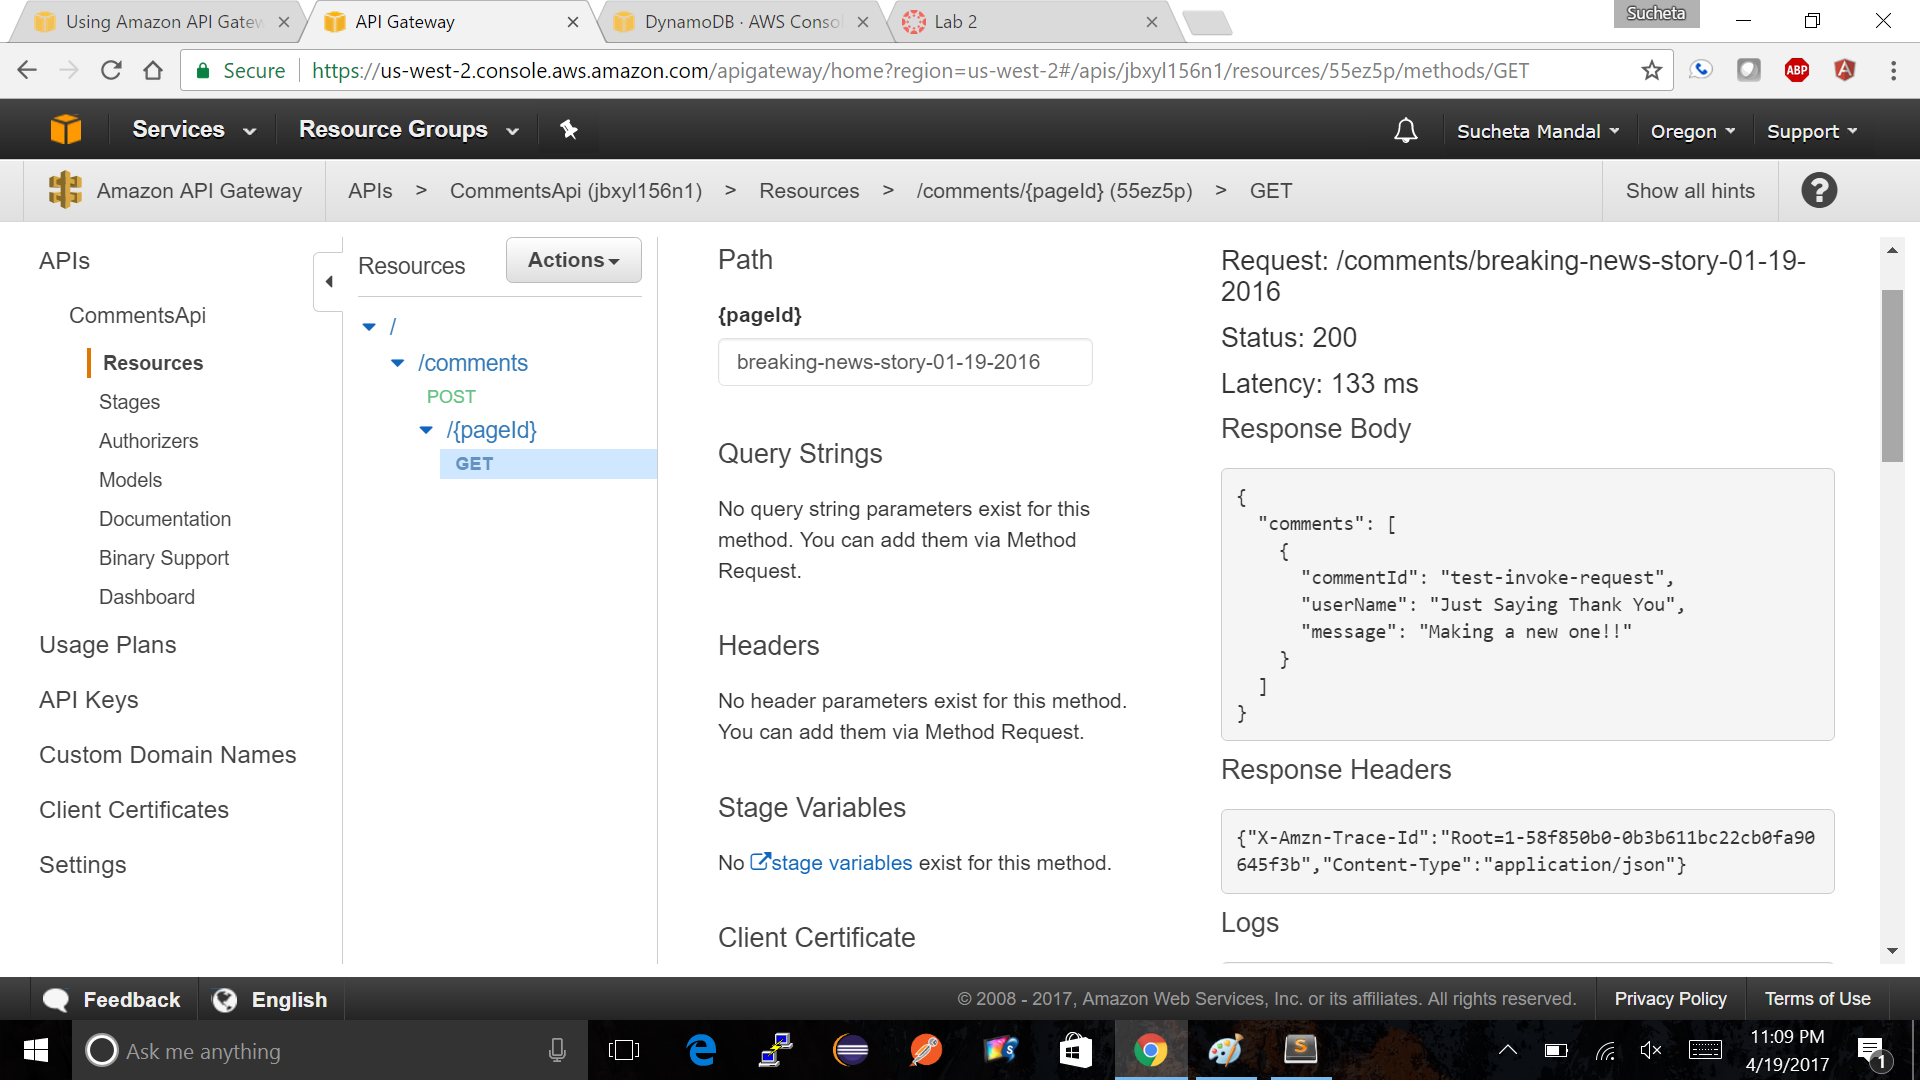 Using Amazon API Gatew
API Gateway
DynamoDB · AWS Consol
Lab 2
Sucheta
Secure
https://us-west-2.console.aws.amazon.com/apigateway/home?region=us-west-2#/apis/jbxyl156n1/resources/55ez5p/methods/GET
ABP
Services
Resource Groups
Sucheta Mandal
Oregon
Support
Amazon API Gateway
APIs > CommentsApi (jbxyl156n1) > Resources > /comments/{pageId} (55ez5p) > GET
Show all hints
?
APIs
CommentsApi
Resources
Stages
Authorizers
Models
Documentation
Binary Support
Dashboard
Usage Plans
API Keys
Custom Domain Names
Client Certificates
Settings
Resources
Actions
/
/comments
POST
/{pageId}
GET
Path
{pageId}
breaking-news-story-01-19-2016
Query Strings
No query string parameters exist for this
method. You can add them via Method
Request.
Headers
No header parameters exist for this method.
You can add them via Method Request.
Stage Variables
No stage variables exist for this method.
Client Certificate
Request: /comments/breaking-news-story-01-19-
2016
Status: 200
Latency: 133 ms
Response Body
{
"comments": [
{
"commentId": "test-invoke-request",
"userName": "Just Saying Thank You",
"message": "Making a new one!!"
}
]
}
Response Headers
{"X-Amzn-Trace-Id":"Root=1-58f850b0-0b3b611bc22cb0fa90
645f3b","Content-Type":"application/json"}
Logs
Feedback
English
© 2008 - 2017, Amazon Web Services, Inc. or its affiliates. All rights reserved.
Privacy Policy
Terms of Use
Ask me anything
11:09 PM
4/19/2017
1